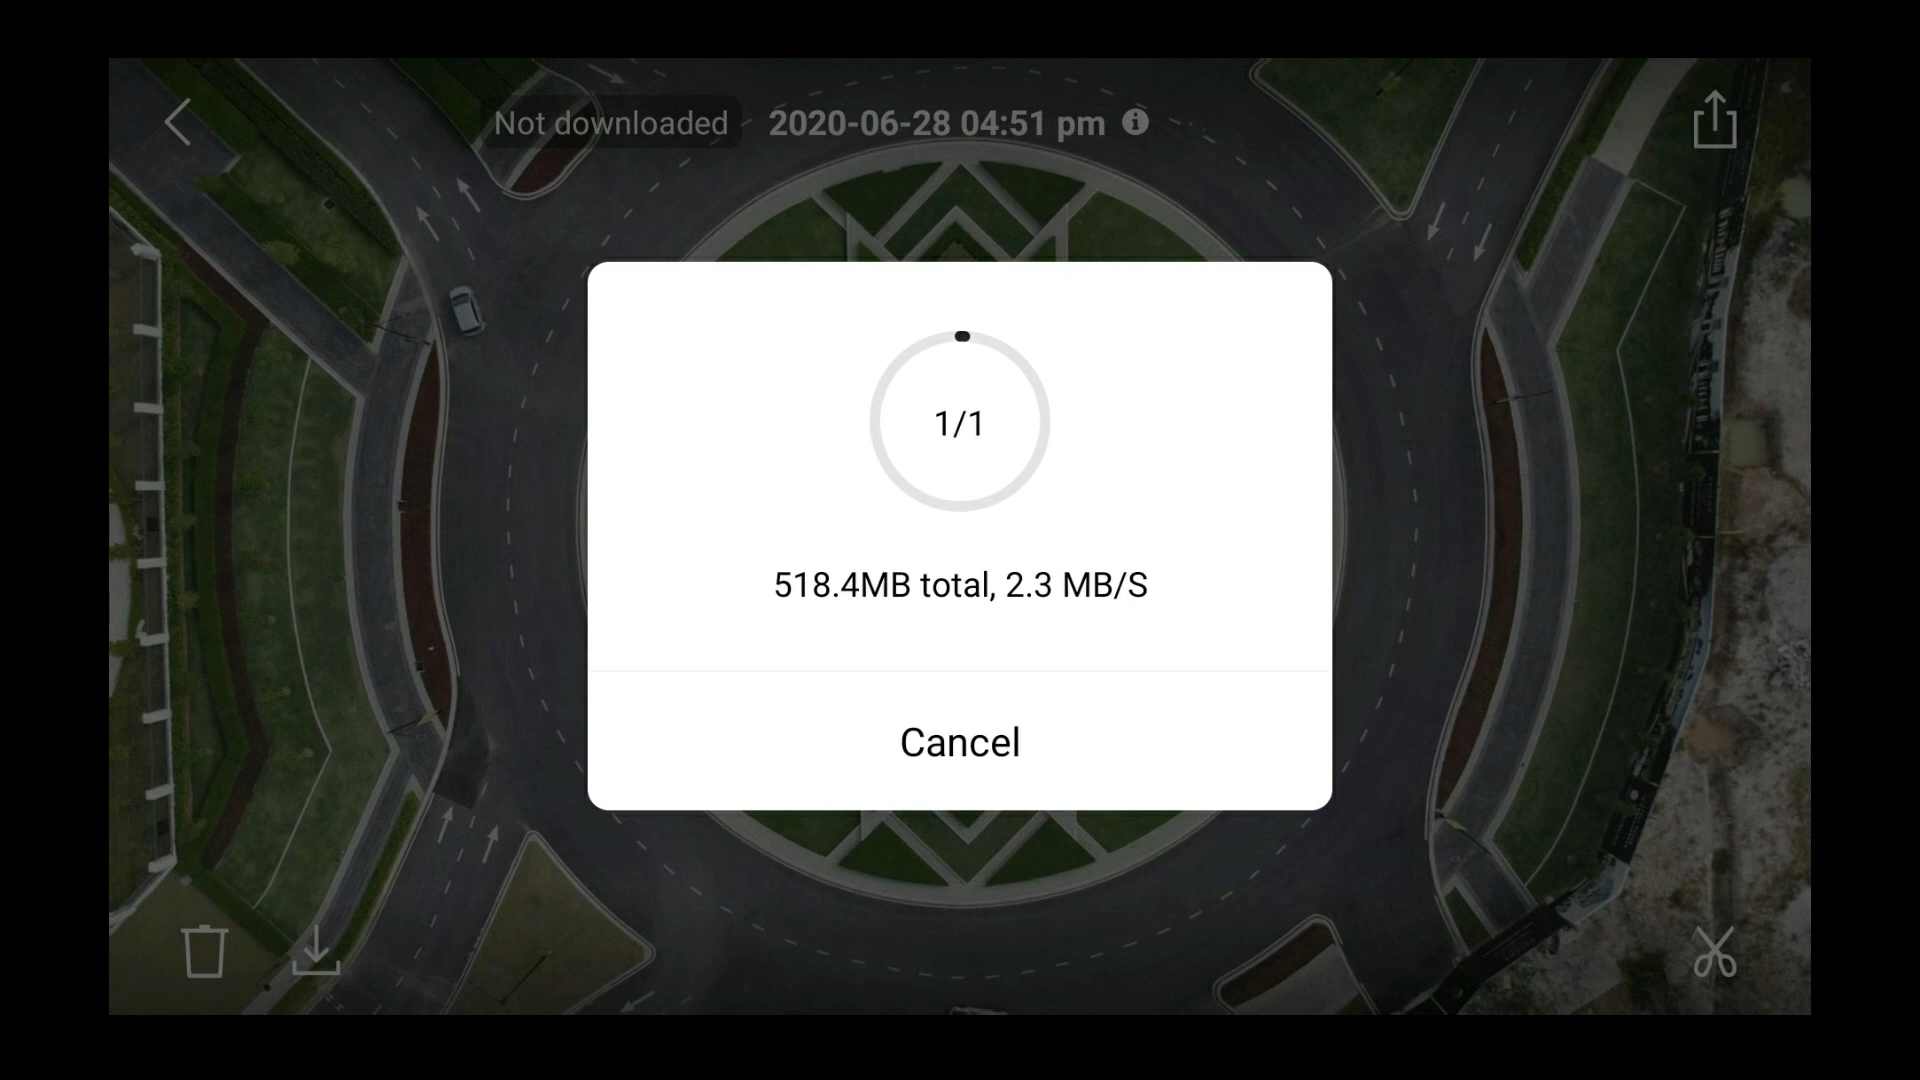 Not downloaded 2020-06-28 04:51 pm
1/1
518.4MB total, 2.3 MB/S
Cancel